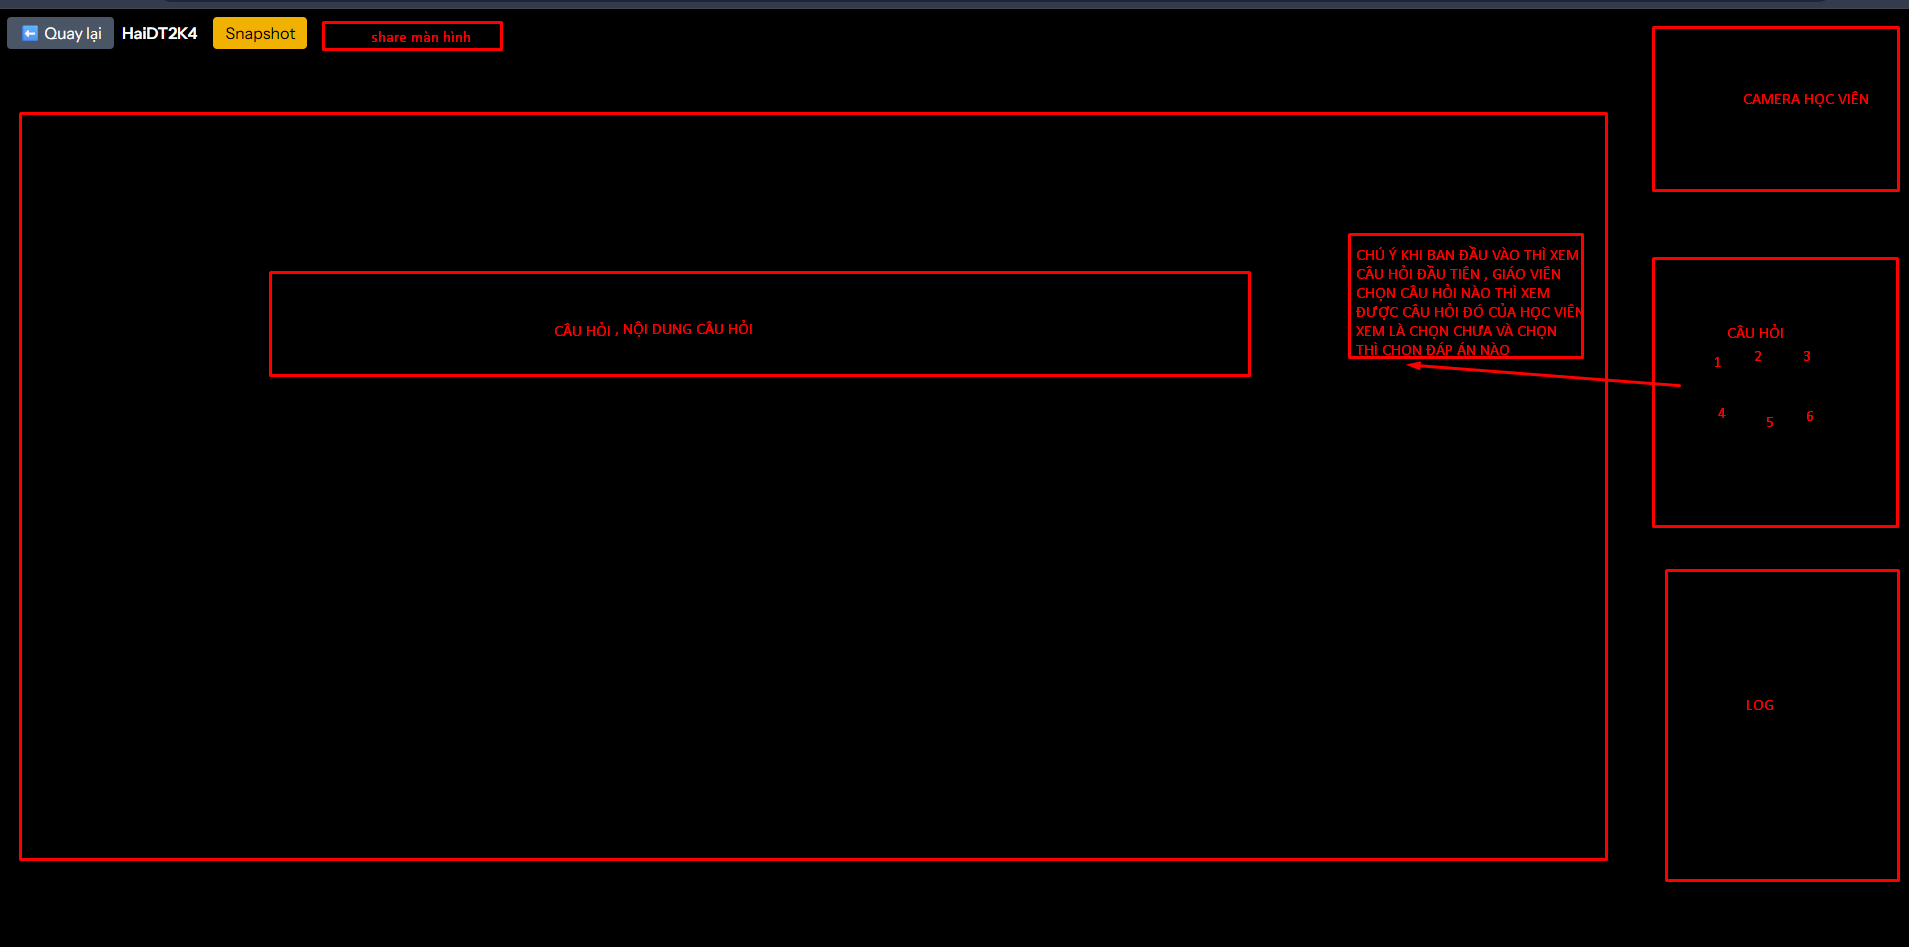 Quay lại HaiDT2K4 Snapshot share màn hình
CAMERA HỌC VIÊN
CÂU HỎI , NỘI DUNG CÂU HỎI
CHÚ Ý KHI BAN ĐẦU VÀO THÌ XEM
CÂU HỎI ĐẦU TIÊN , GIÁO VIÊN
CHỌN CÂU HỎI NÀO THÌ XEM
ĐƯỢC CÂU HỎI ĐÓ CỦA HỌC VIÊN
XEM LÀ CHỌN CHƯA VÀ CHỌN
THÌ CHỌN ĐÁP ÁN NÀO
CÂU HỎI
1 2 3
4 5 6
LOG